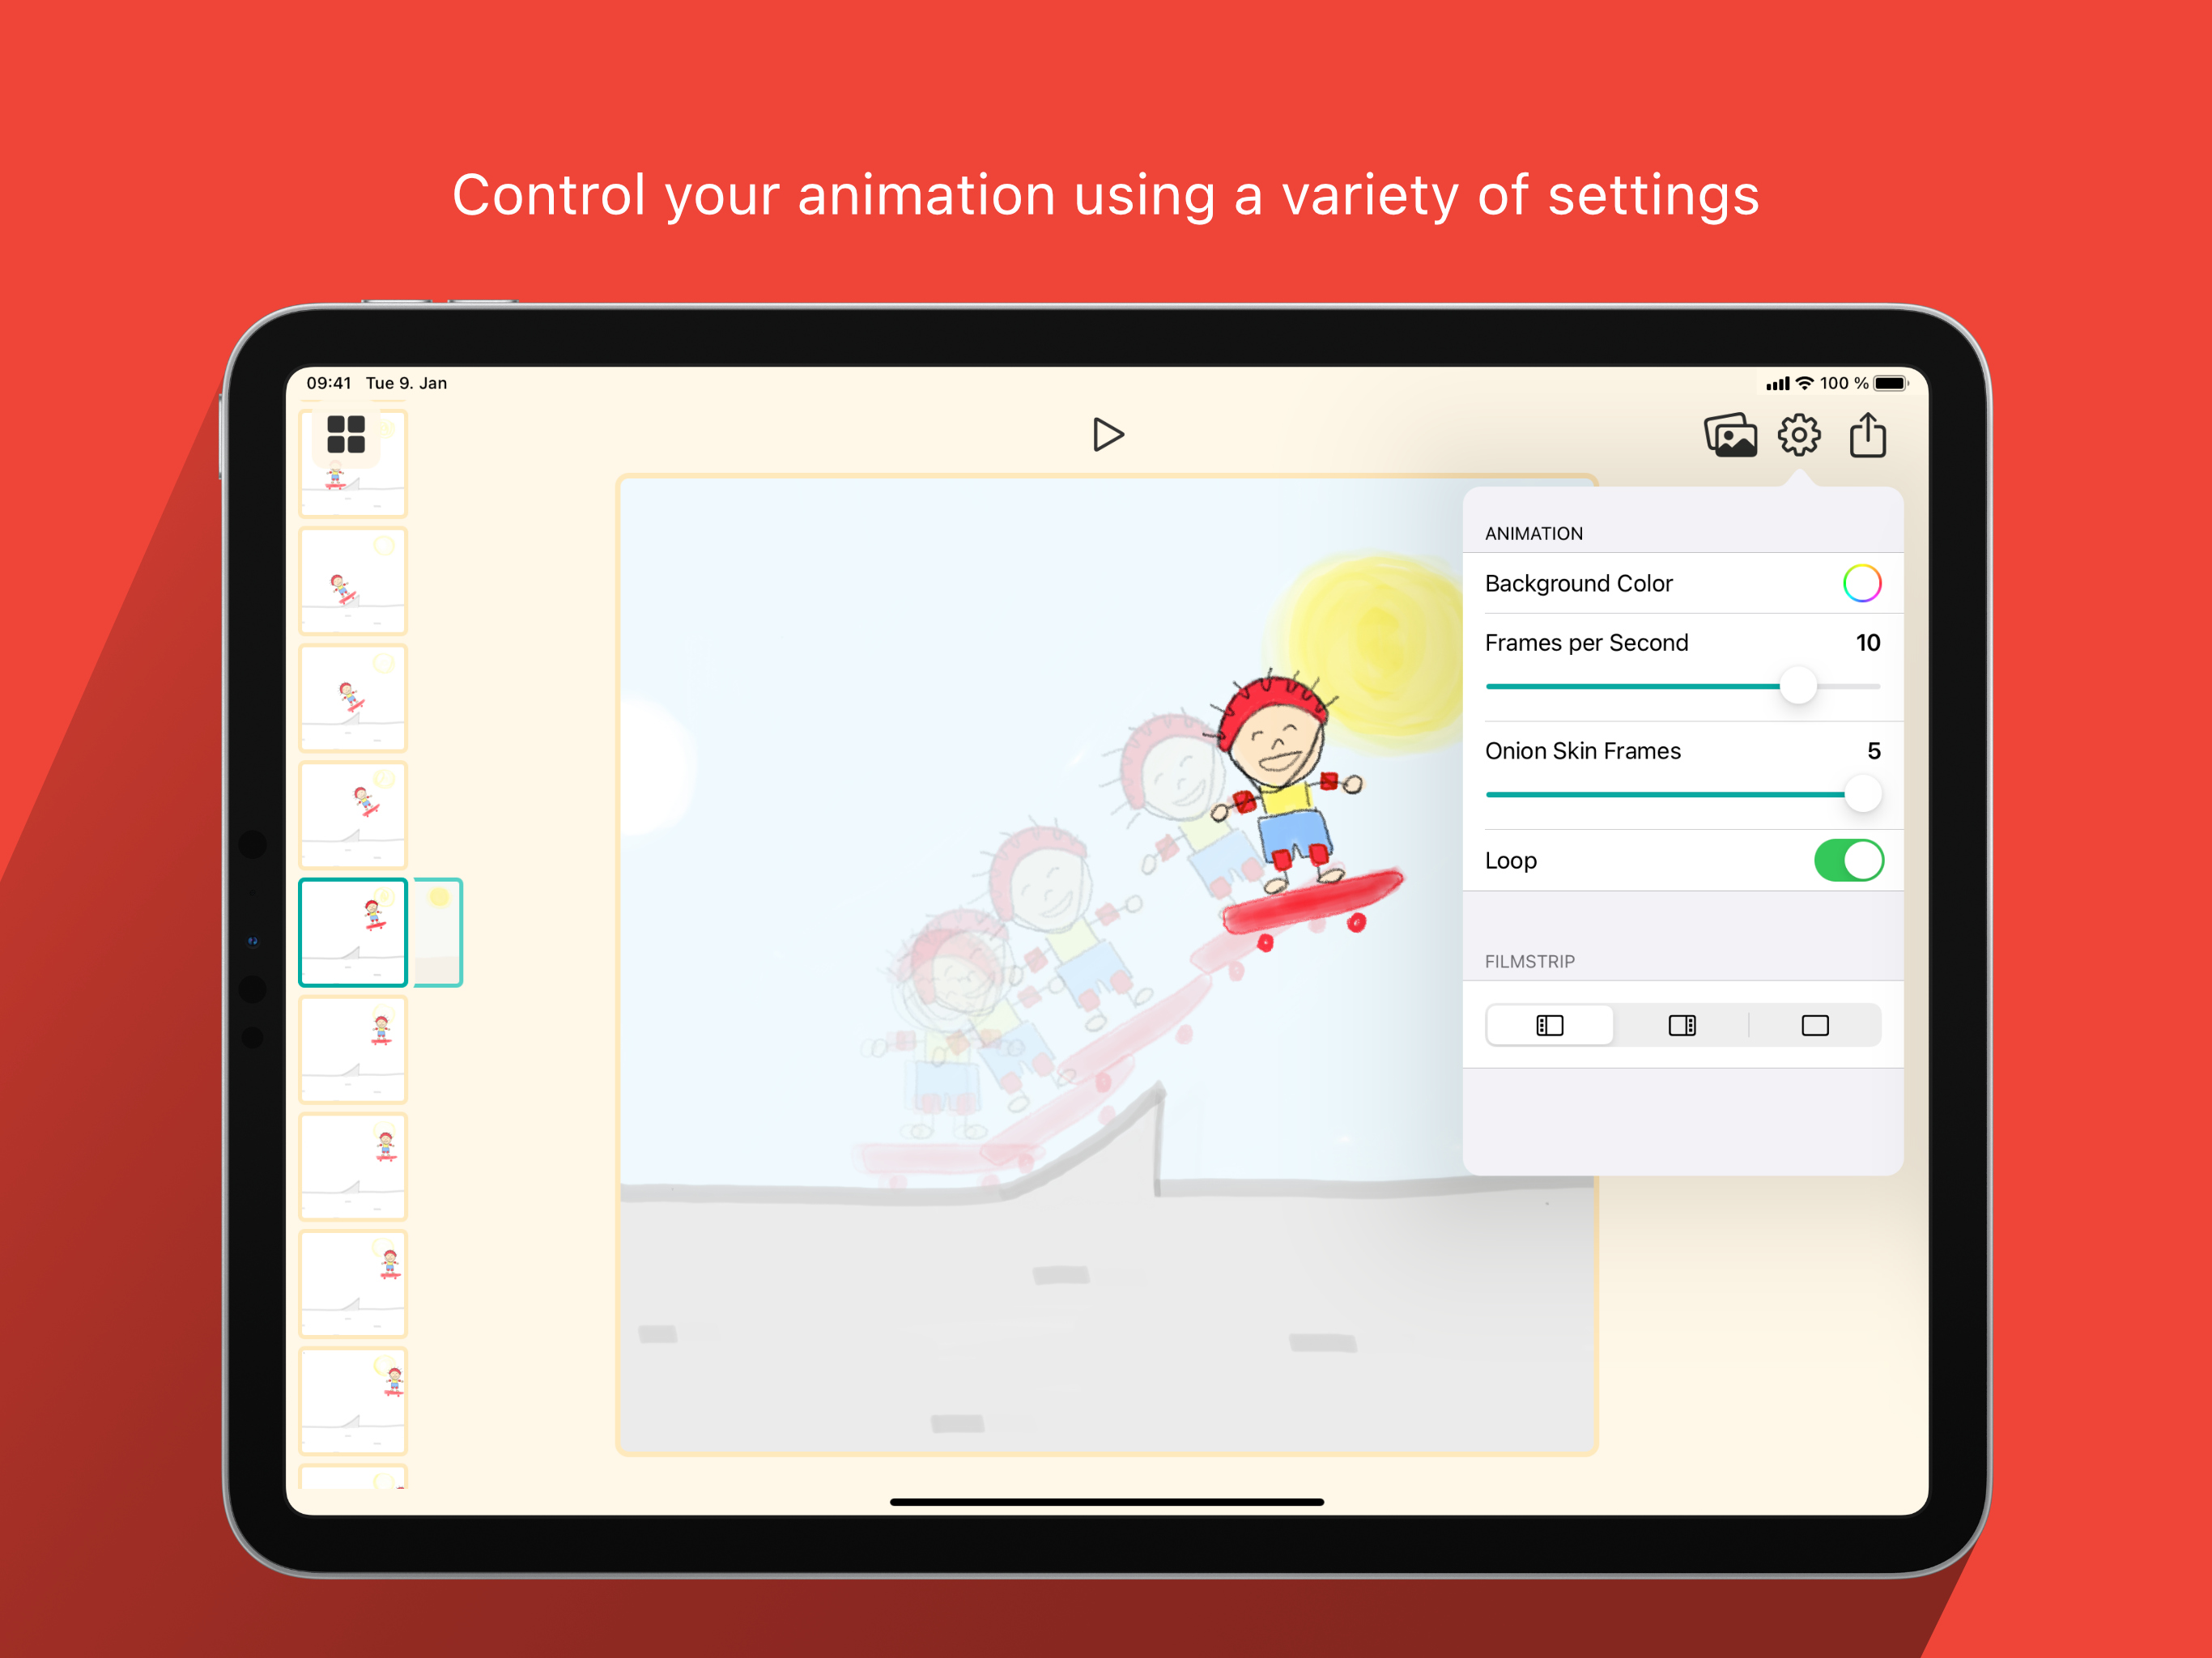 Control your animation using a variety of settings
09:41 Tue 9. Jan
100 %
ANIMATION
Background Color
Frames per Second 10
Onion Skin Frames 5
Loop
FILMSTRIP